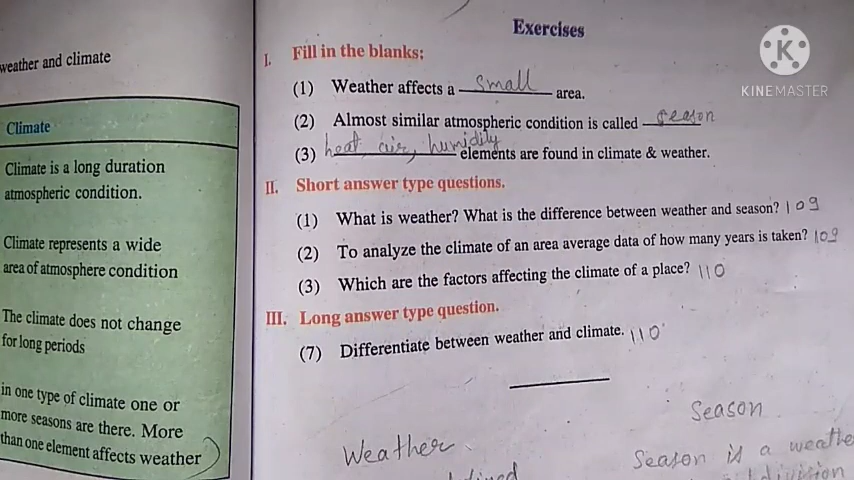 weather and climate
Climate
Climate is a long duration
atmospheric condition.
Climate represents a wide
area of atmosphere condition
The climate does not change
for long periods
in one type of climate one or
more seasons are there. More
than one element affects weather
Exercises
I. Fill in the blanks;
(1) Weather affects a small area.
(2) Almost similar atmospheric condition is called season
(3) heat, air, humidity elements are found in climate & weather.
II. Short answer type questions.
(1) What is weather? What is the difference between weather and season? 109
(2) To analyze the climate of an area average data of how many years is taken? 109
(3) Which are the factors affecting the climate of a place? 110
III. Long answer type question.
(7) Differentiate between weather and climate. 110
Weather
Season
Season is a weathe
K
KINEMASTER